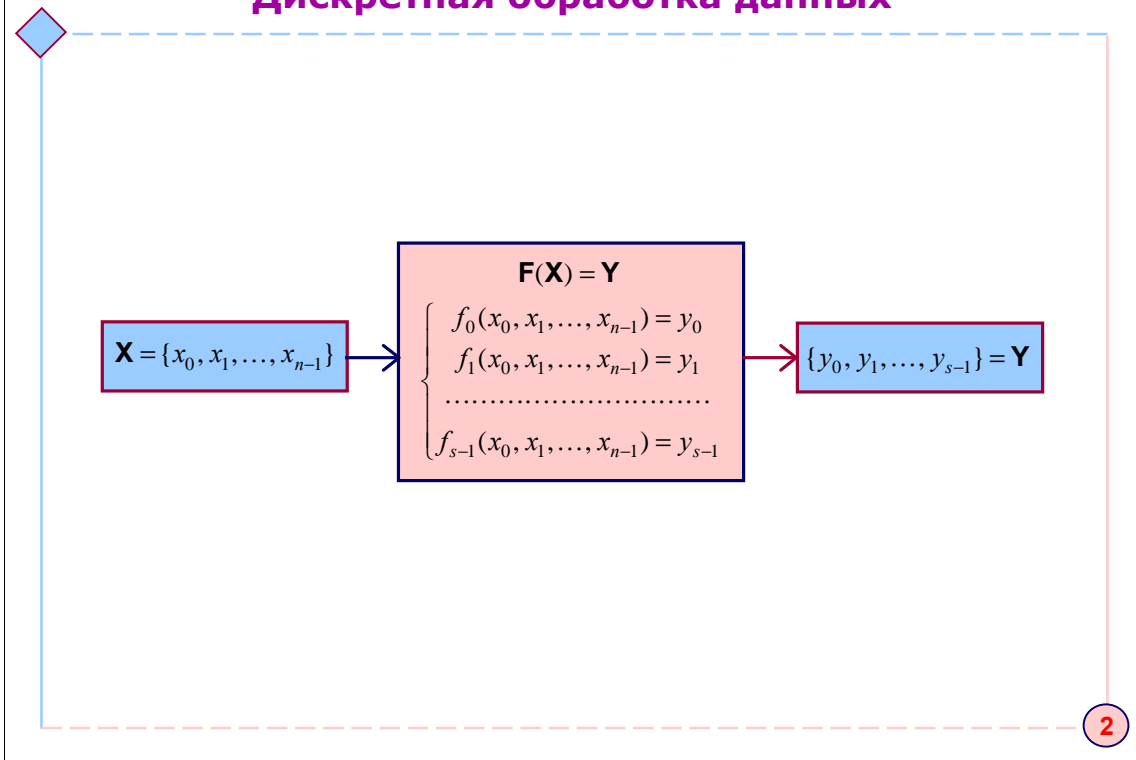 Дискретная обработка данных
F(X) = Y
f₀(x₀, x₁,…, xₙ₋₁) = y₀
X = {x₀, x₁,…, xₙ₋₁}
f₁(x₀, x₁,…, xₙ₋₁) = y₁
{y₀, y₁,…, yₛ₋₁} = Y
…………………………
fₛ₋₁(x₀, x₁,…, xₙ₋₁) = yₛ₋₁
2